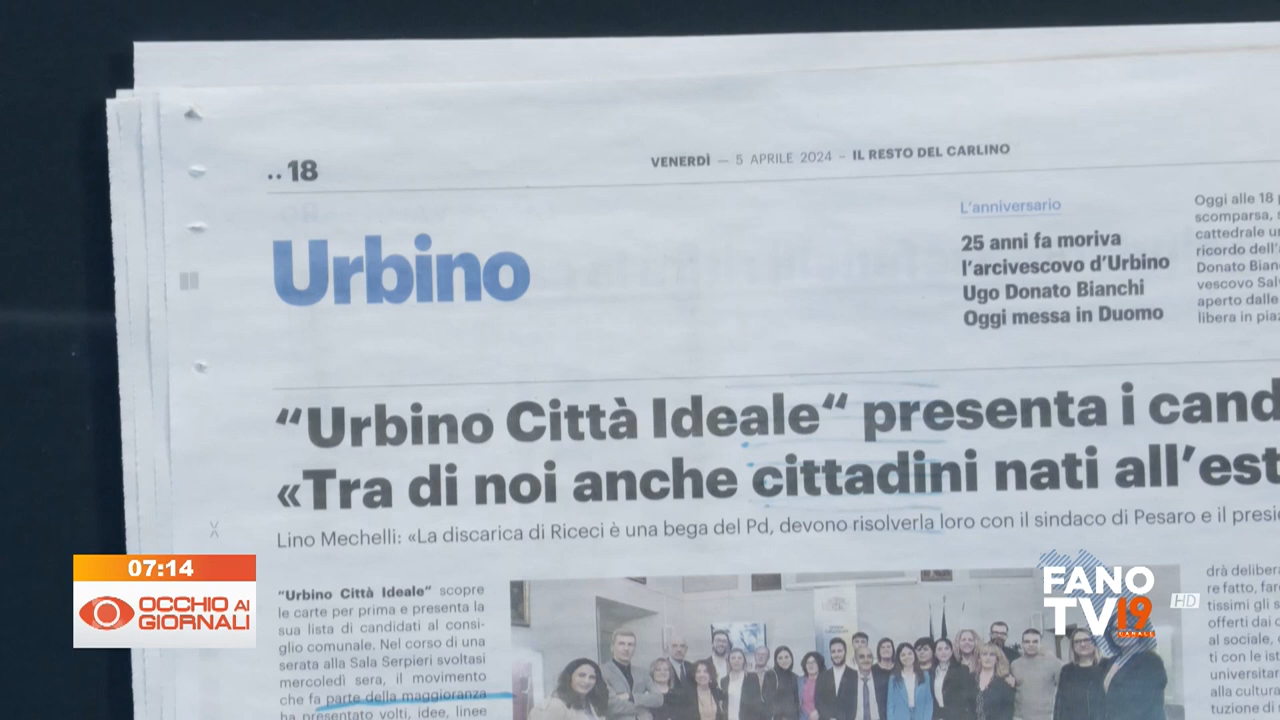 ..18
VENERDÌ — 5 APRILE 2024 – IL RESTO DEL CARLINO
Urbino
L'anniversario
25 anni fa moriva
l'arcivescovo d'Urbino
Ugo Donato Bianchi
Oggi messa in Duomo
Oggi alle 18
scomparsa,
cattedrale
ricordo dell'
Donato
vescovo
aperto dalle
libera in
“Urbino Città Ideale“ presenta i cand
«Tra di noi anche cittadini nati all'est
Lino Mechelli: «La discarica di Riceci è una bega del Pd, devono risolverla loro con il sindaco di Pesaro e il presi
"Urbino Città Ideale" scopre
le carte per prima e presenta la
sua lista di candidati al consi-
glio comunale. Nel corso di una
serata alla Sala Serpieri svoltasi
mercoledì sera, il movimento
che fa parte della maggioranza
ha presentato volti, idee, linee
drà delibera
re fatto, far
tissimi gli s
offerti dai c
al sociale,
ti con le ist
universitar
alla cultura
tuzione di
07:14
OCCHIO AI
GIORNALI
FANO
TV19
CANALE
HD